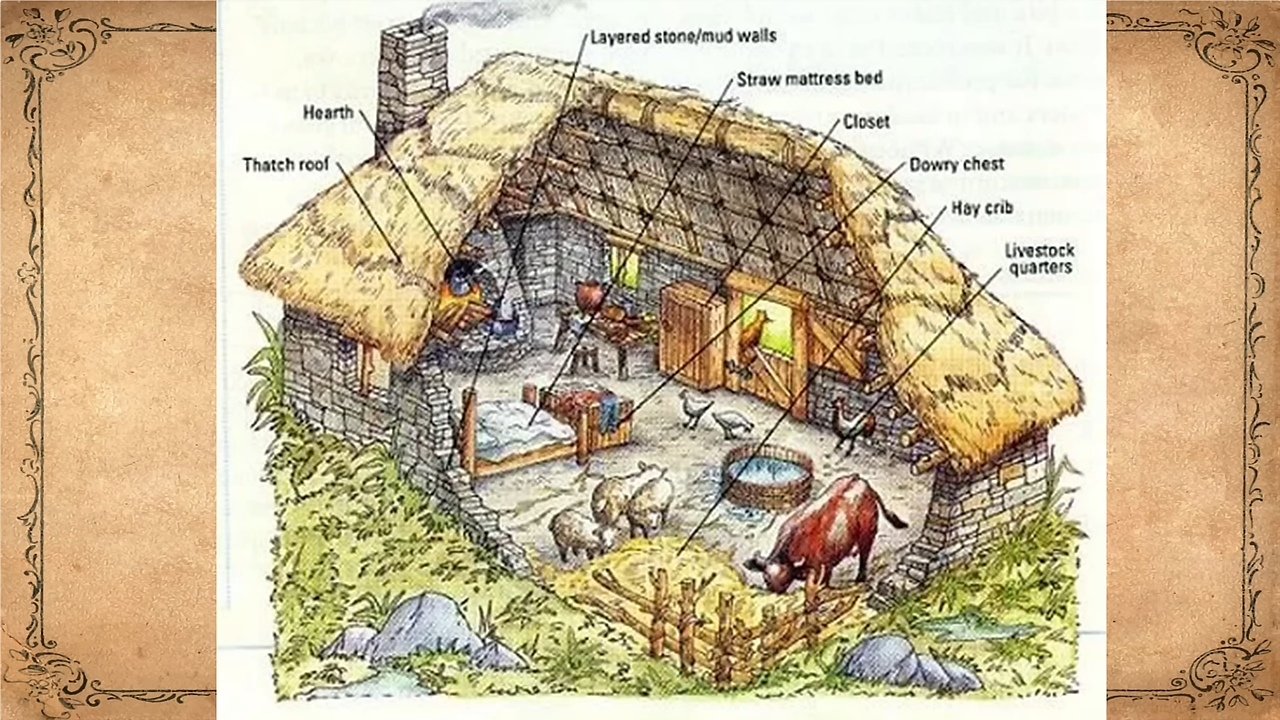 Layered stone/mud walls
Straw mattress bed
Hearth
Closet
Thatch roof
Dowry chest
Hay crib
Livestock
quarters